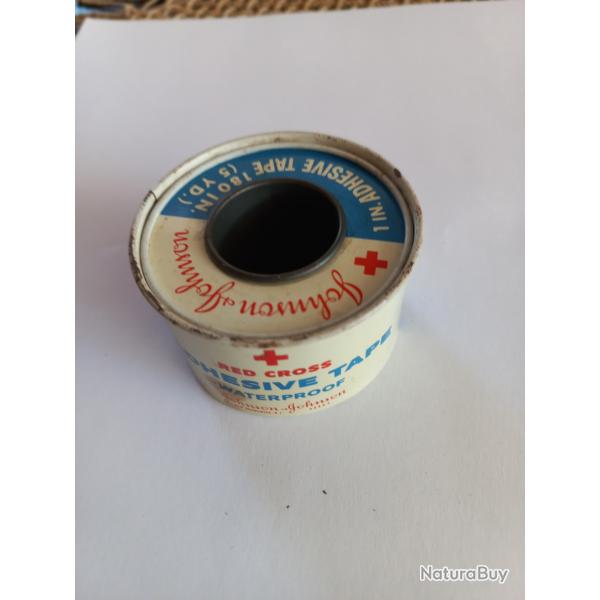 1 IN. ADHESIVE TAPE 180 IN.
(5 YD.)
Johnson & Johnson
RED CROSS
ADHESIVE TAPE
WATERPROOF
Johnson & Johnson
NaturaBuy